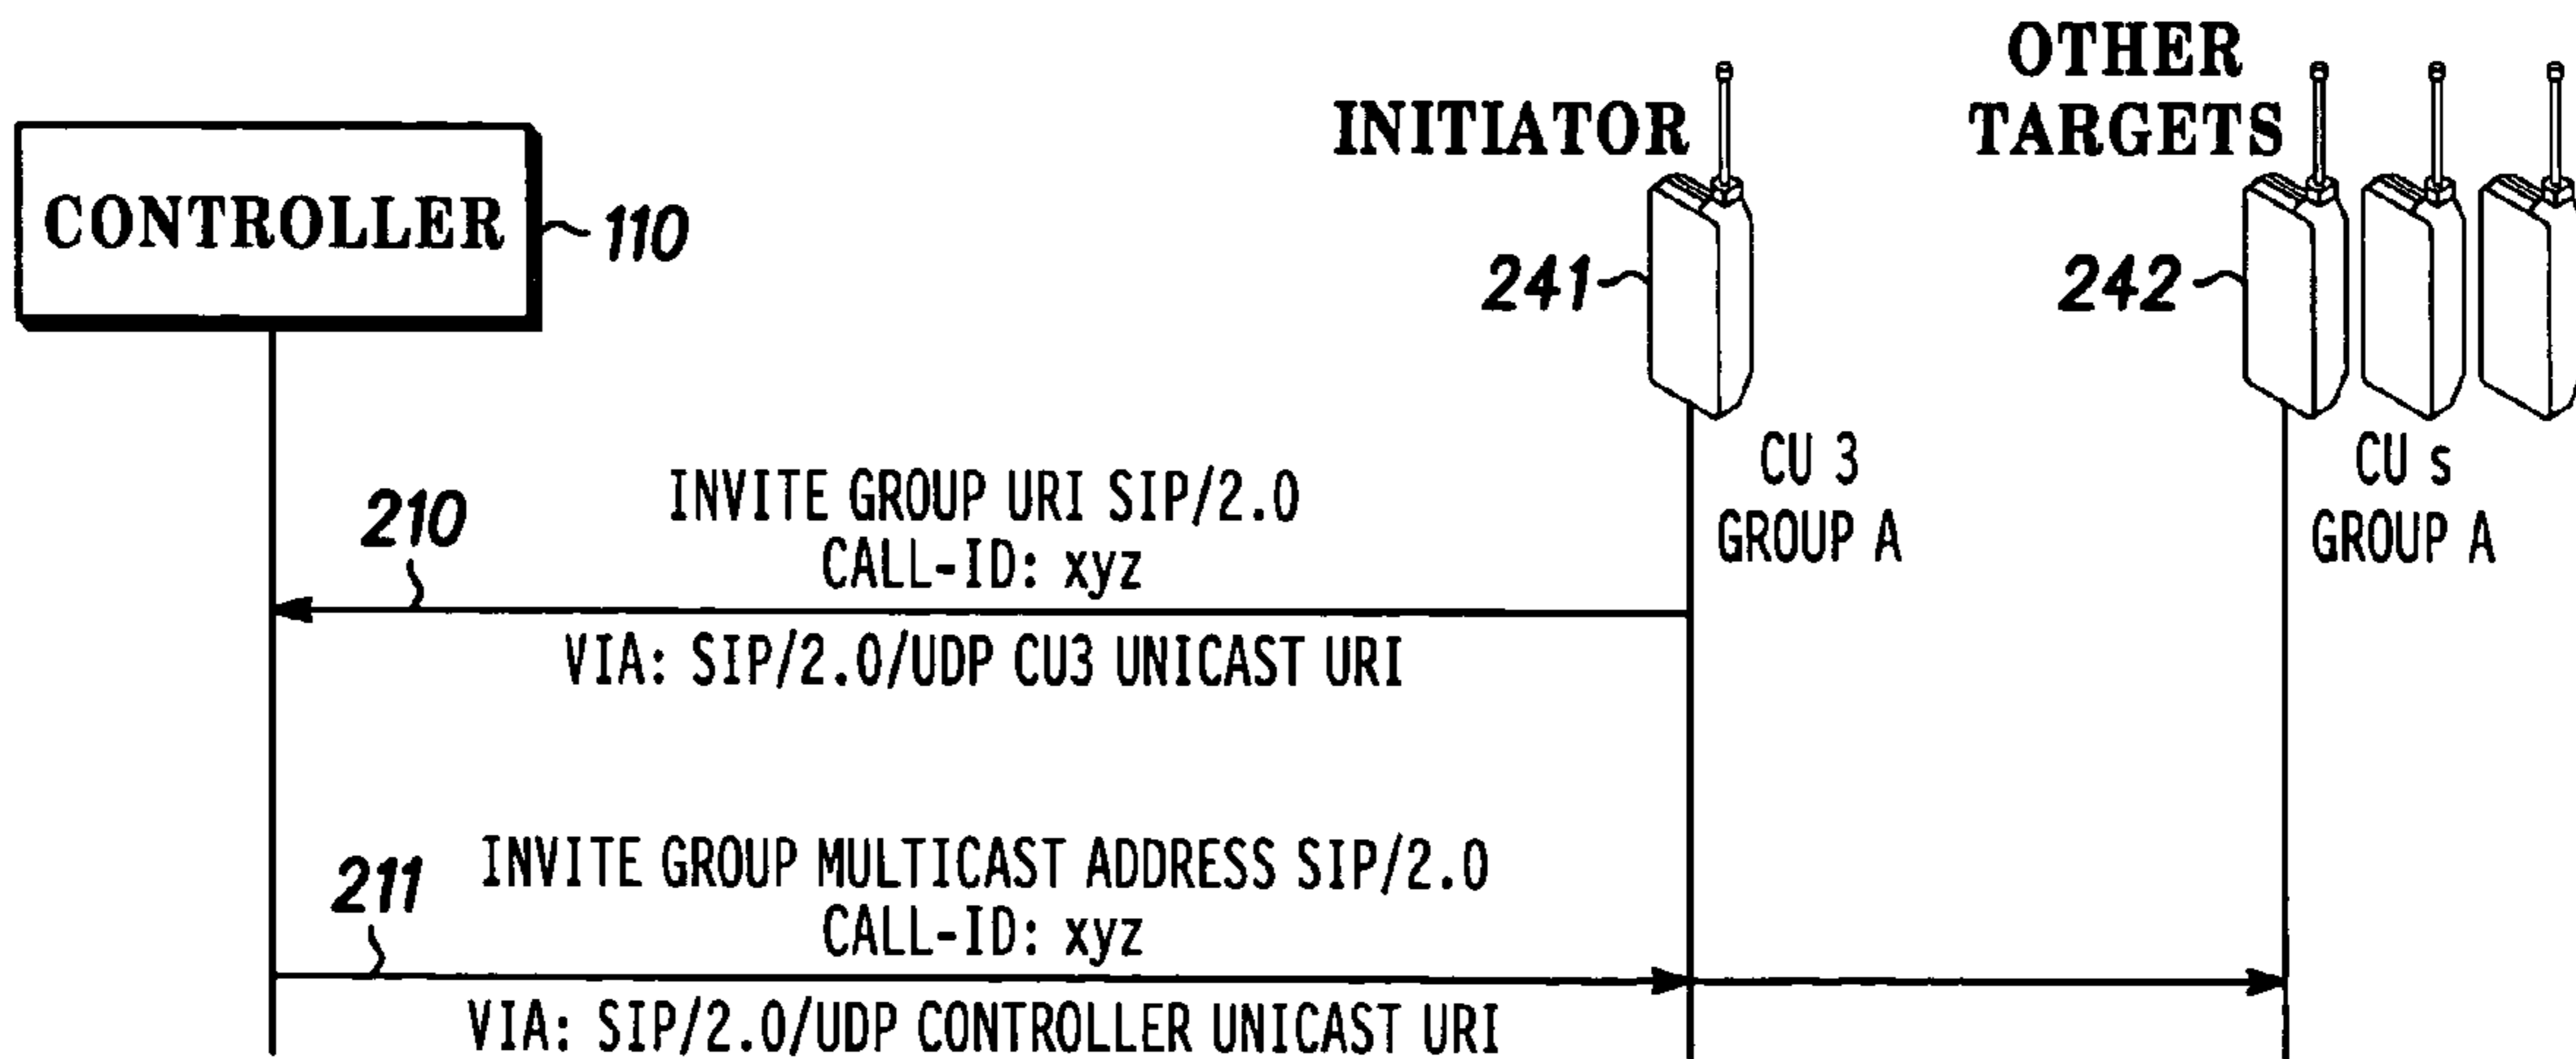 OTHER
TARGETS
INITIATOR
CONTROLLER
110
241
242
CU 3
GROUP A
CU s
GROUP A
210
INVITE GROUP URI SIP/2.0
CALL-ID: xyz
VIA: SIP/2.0/UDP CU3 UNICAST URI
211
INVITE GROUP MULTICAST ADDRESS SIP/2.0
CALL-ID: xyz
VIA: SIP/2.0/UDP CONTROLLER UNICAST URI